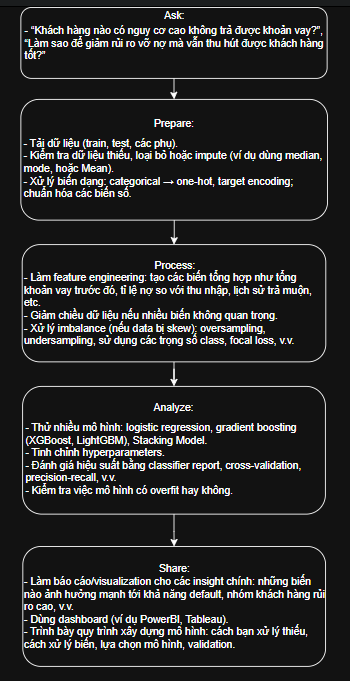 Ask:
- “Khách hàng nào có nguy cơ cao không trả được khoản vay?”,
“Làm sao để giảm rủi ro vỡ nợ mà vẫn thu hút được khách hàng
tốt?”
Prepare:
- Tải dữ liệu (train, test, các phụ).
- Kiểm tra dữ liệu thiếu, loại bỏ hoặc impute (ví dụ dùng median,
mode, hoặc Mean).
- Xử lý biến dạng: categorical → one-hot, target encoding;
chuẩn hóa các biến số.
Process:
- Làm feature engineering: tạo các biến tổng hợp như tổng
khoản vay trước đó, tỉ lệ nợ so với thu nhập, lịch sử trả muộn,
etc.
- Giảm chiều dữ liệu nếu nhiều biến không quan trọng.
- Xử lý imbalance (nếu data bị skew); oversampling,
undersampling, sử dụng các trọng số class, focal loss, v.v.
Analyze:
- Thử nhiều mô hình: logistic regression, gradient boosting
(XGBoost, LightGBM), Stacking Model.
- Tinh chỉnh hyperparameters.
- Đánh giá hiệu suất bằng classifier report, cross-validation,
precision-recall, v.v.
- Kiểm tra việc mô hình có overfit hay không.
Share:
- Làm báo cáo/visualization cho các insight chính: những biến
nào ảnh hưởng mạnh tới khả năng default, nhóm khách hàng rủi
ro cao, v.v.
- Dùng dashboard (ví dụ PowerBI, Tableau).
- Trình bày quy trình xây dựng mô hình: cách bạn xử lý thiếu,
cách xử lý biến, lựa chọn mô hình, validation.